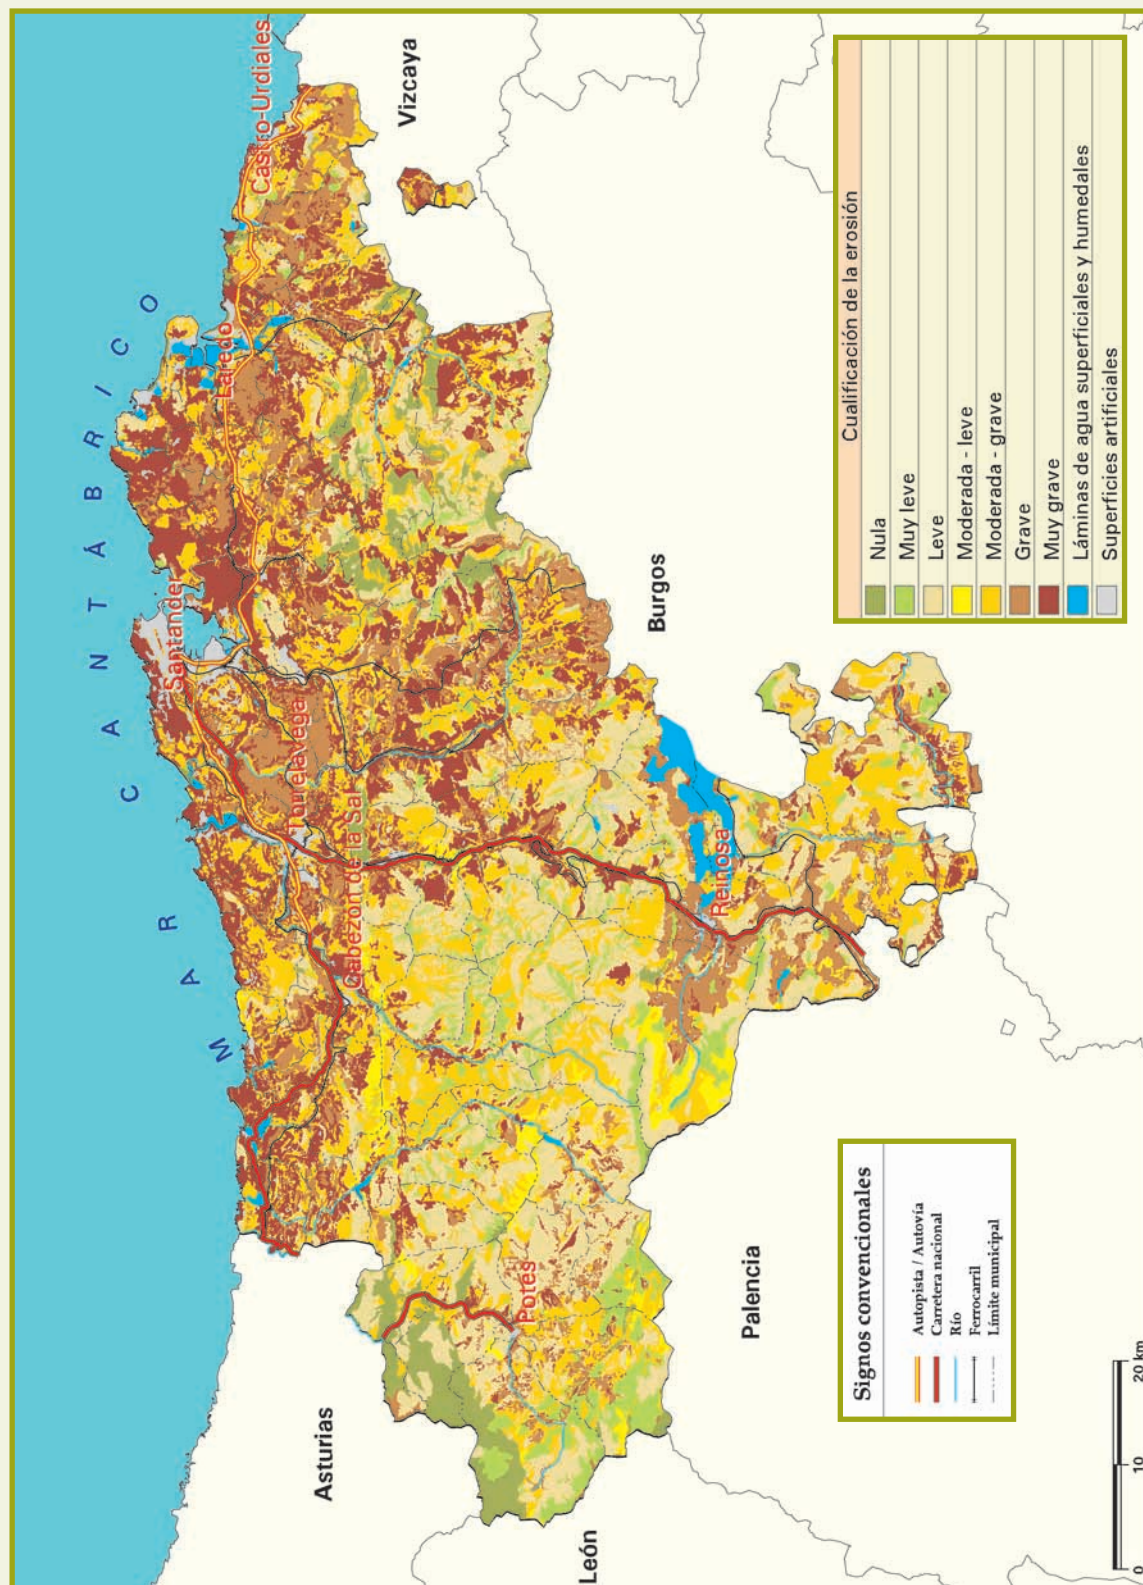 MAR CANTÁBRICO
Asturias
León
Palencia
Burgos
Vizcaya
Potes
Cabezón de la Sal
Torrelavega
Santander
Laredo
Castro-Urdiales
Reinosa
Signos convencionales
Autopista / Autovía
Carretera nacional
Río
Ferrocarril
Límite municipal
0 10 20 km
Cualificación de la erosión
Nula
Muy leve
Leve
Moderada - leve
Moderada - grave
Grave
Muy grave
Láminas de agua superficiales y humedales
Superficies artificiales